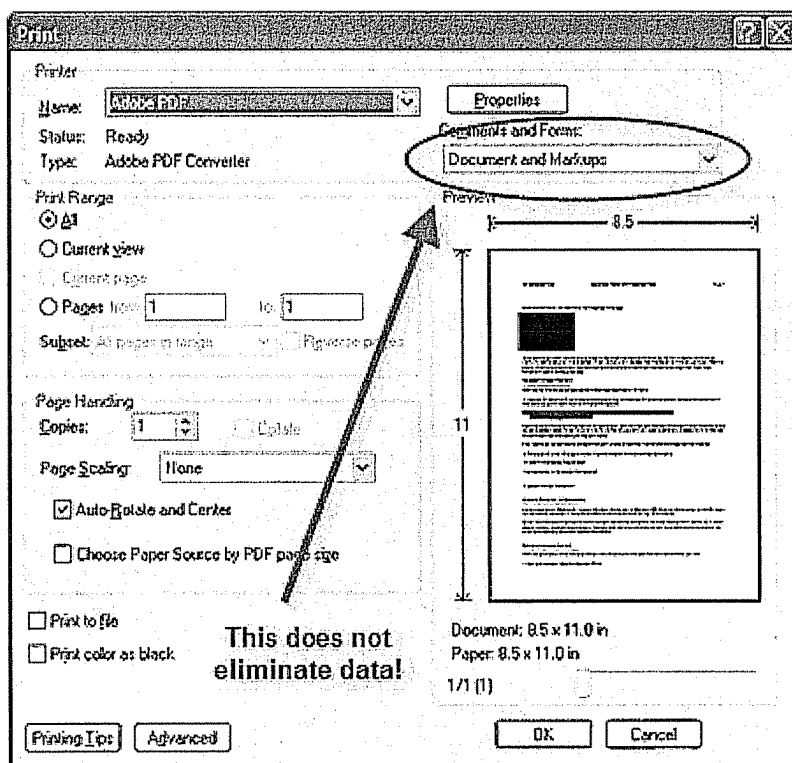 Print
Printer
Name: Adobe PDF
Properties
Status: Ready
Comments and Forms:
Type: Adobe PDF Converter
Document and Markups
Print Range
Preview
All
8.5
Current view
Current page
Pages from: 1 to: 1
Subset: All pages in range
Reverse pages
11
Page Handling
Copies: 1
Collate
Page Scaling: None
Auto-Rotate and Center
Choose Paper Source by PDF page size
Print to file
Print color as black
This does not
eliminate data!
Document: 8.5 x 11.0 in
Paper: 8.5 x 11.0 in
1/1 (1)
Printing Tips
Advanced
OK
Cancel